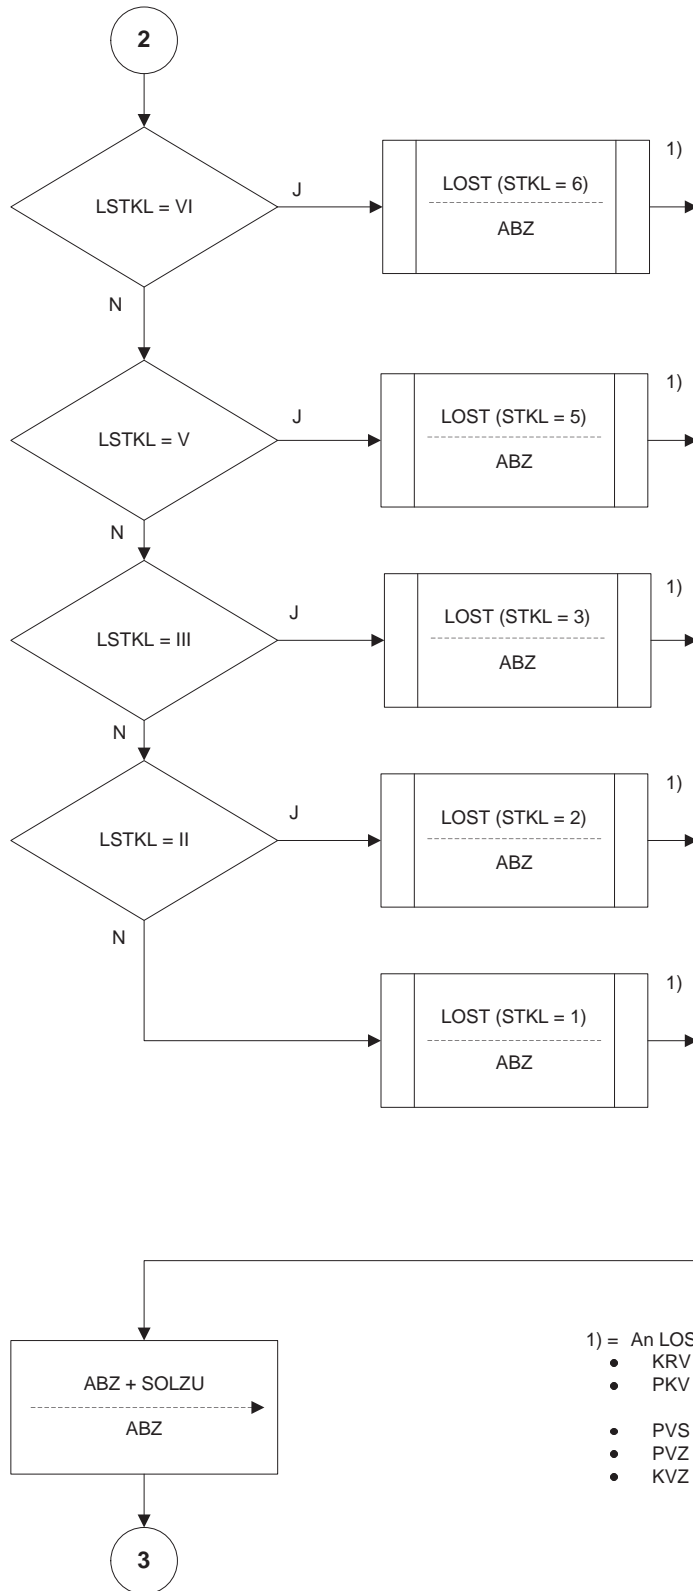 2
LSTKL = VI
J
LOST (STKL = 6)
ABZ
1)
N
LSTKL = V
J
LOST (STKL = 5)
ABZ
1)
N
LSTKL = III
J
LOST (STKL = 3)
ABZ
1)
N
LSTKL = II
J
LOST (STKL = 2)
ABZ
1)
N
LOST (STKL = 1)
ABZ
1)
ABZ + SOLZU
ABZ
3
1) = An LOS
• KRV
• PKV
• PVS
• PVZ
• KVZ